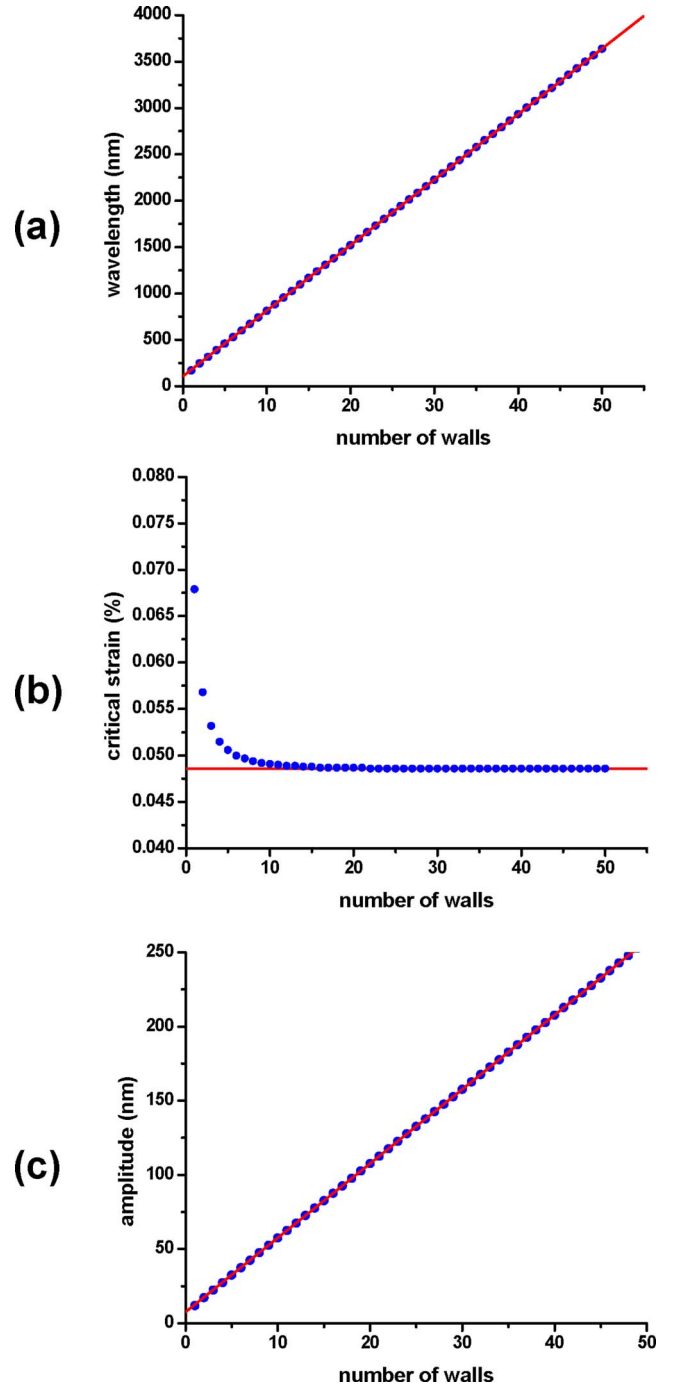 (a)
wavelength (nm)
4000
3500
3000
2500
2000
1500
1000
500
0
0 10 20 30 40 50
number of walls
(b)
critical strain (%)
0.080
0.075
0.070
0.065
0.060
0.055
0.050
0.045
0.040
0 10 20 30 40 50
number of walls
(c)
amplitude (nm)
250
200
150
100
50
0
0 10 20 30 40 50
number of walls